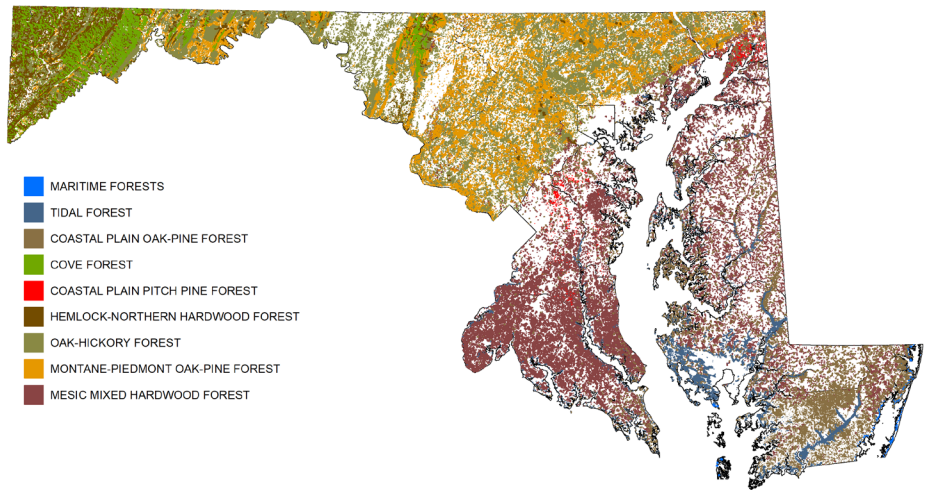 MARITIME FORESTS
TIDAL FOREST
COASTAL PLAIN OAK-PINE FOREST
COVE FOREST
COASTAL PLAIN PITCH PINE FOREST
HEMLOCK-NORTHERN HARDWOOD FOREST
OAK-HICKORY FOREST
MONTANE-PIEDMONT OAK-PINE FOREST
MESIC MIXED HARDWOOD FOREST